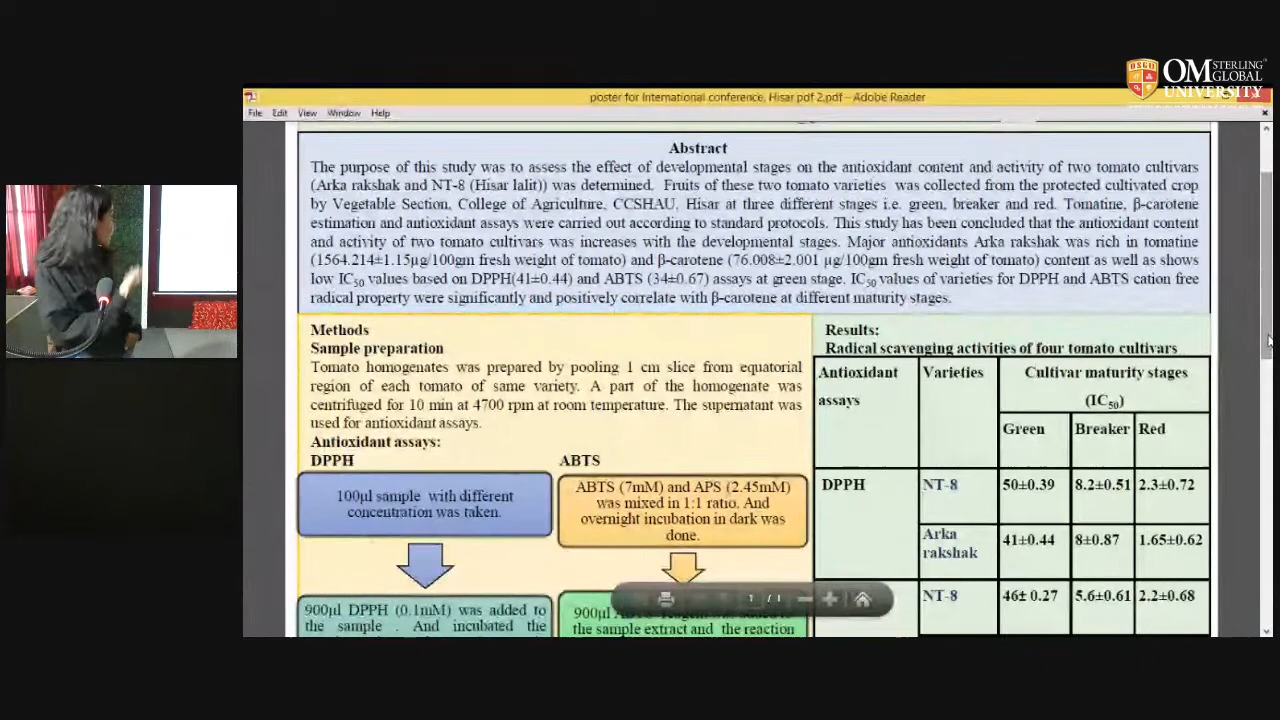 OSGU
OM STERLING GLOBAL UNIVERSITY
poster for International conference, Hisar pdf 2.pdf - Adobe Reader
File Edit View Window Help
Abstract
The purpose of this study was to assess the effect of developmental stages on the antioxidant content and activity of two tomato cultivars
(Arka rakshak and NT-8 (Hisar lalit)) was determined. Fruits of these two tomato varieties was collected from the protected cultivated crop
by Vegetable Section, College of Agriculture, CCSHAU, Hisar at three different stages i.e. green, breaker and red. Tomatine, β-carotene
estimation and antioxidant assays were carried out according to standard protocols. This study has been concluded that the antioxidant content
and activity of two tomato cultivars was increases with the developmental stages. Major antioxidants Arka rakshak was rich in tomatine
(1564.214±1.15µg/100gm fresh weight of tomato) and β-carotene (76.008±2.001 µg/100gm fresh weight of tomato) content as well as shows
low IC50 values based on DPPH(41±0.44) and ABTS (34±0.67) assays at green stage. IC50 values of varieties for DPPH and ABTS cation free
radical property were significantly and positively correlate with β-carotene at different maturity stages.
Methods
Sample preparation
Tomato homogenates was prepared by pooling 1 cm slice from equatorial
region of each tomato of same variety. A part of the homogenate was
centrifuged for 10 min at 4700 rpm at room temperature. The supernatant was
used for antioxidant assays.
Antioxidant assays:
DPPH ABTS
100µl sample with different
concentration was taken.
ABTS (7mM) and APS (2.45mM)
was mixed in 1:1 ratio. And
overnight incubation in dark was
done.
900µl DPPH (0.1mM) was added to
the sample . And incubated the
900µl
the sample extract and the reaction
1 / 1
Results:
Radical scavenging activities of four tomato cultivars
Antioxidant assays Varieties Cultivar maturity stages
(IC50)
Green Breaker Red
DPPH NT-8 50±0.39 8.2±0.51 2.3±0.72
Arka rakshak 41±0.44 8±0.87 1.65±0.62
NT-8 46± 0.27 5.6±0.61 2.2±0.68